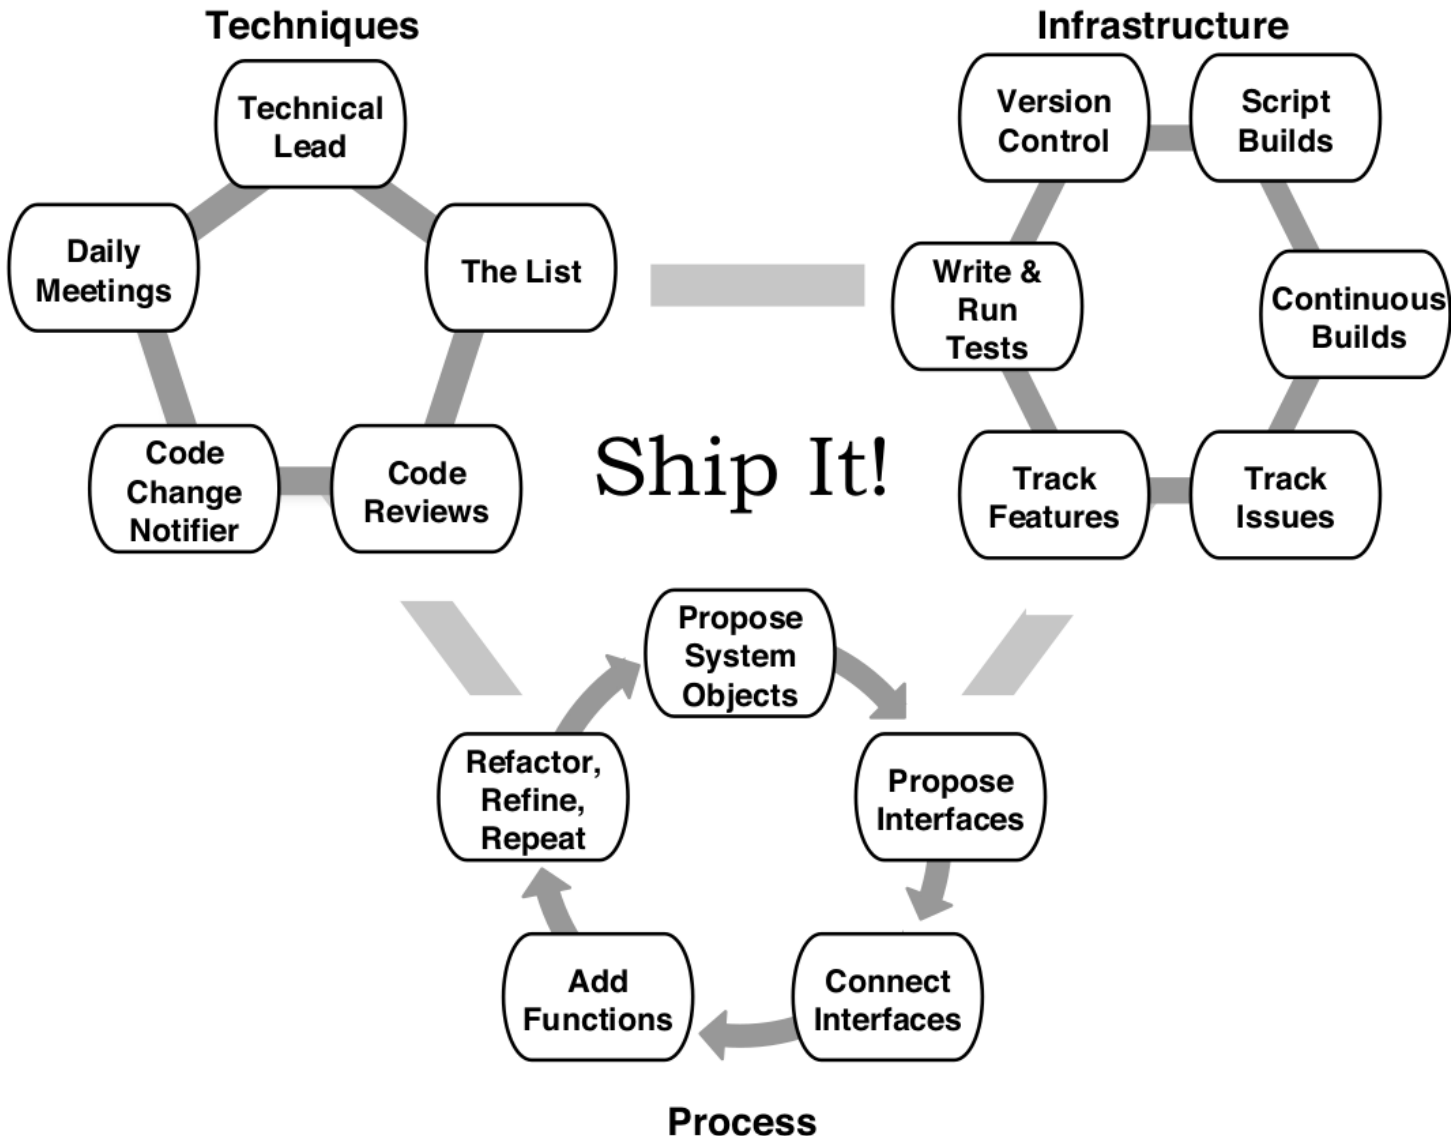 Techniques
Technical
Lead
Daily
Meetings
The List
Code
Change
Notifier
Code
Reviews
Infrastructure
Version
Control
Script
Builds
Write &
Run
Tests
Continuous
Builds
Track
Features
Track
Issues
Ship It!
Propose
System
Objects
Refactor,
Refine,
Repeat
Propose
Interfaces
Add
Functions
Connect
Interfaces
Process